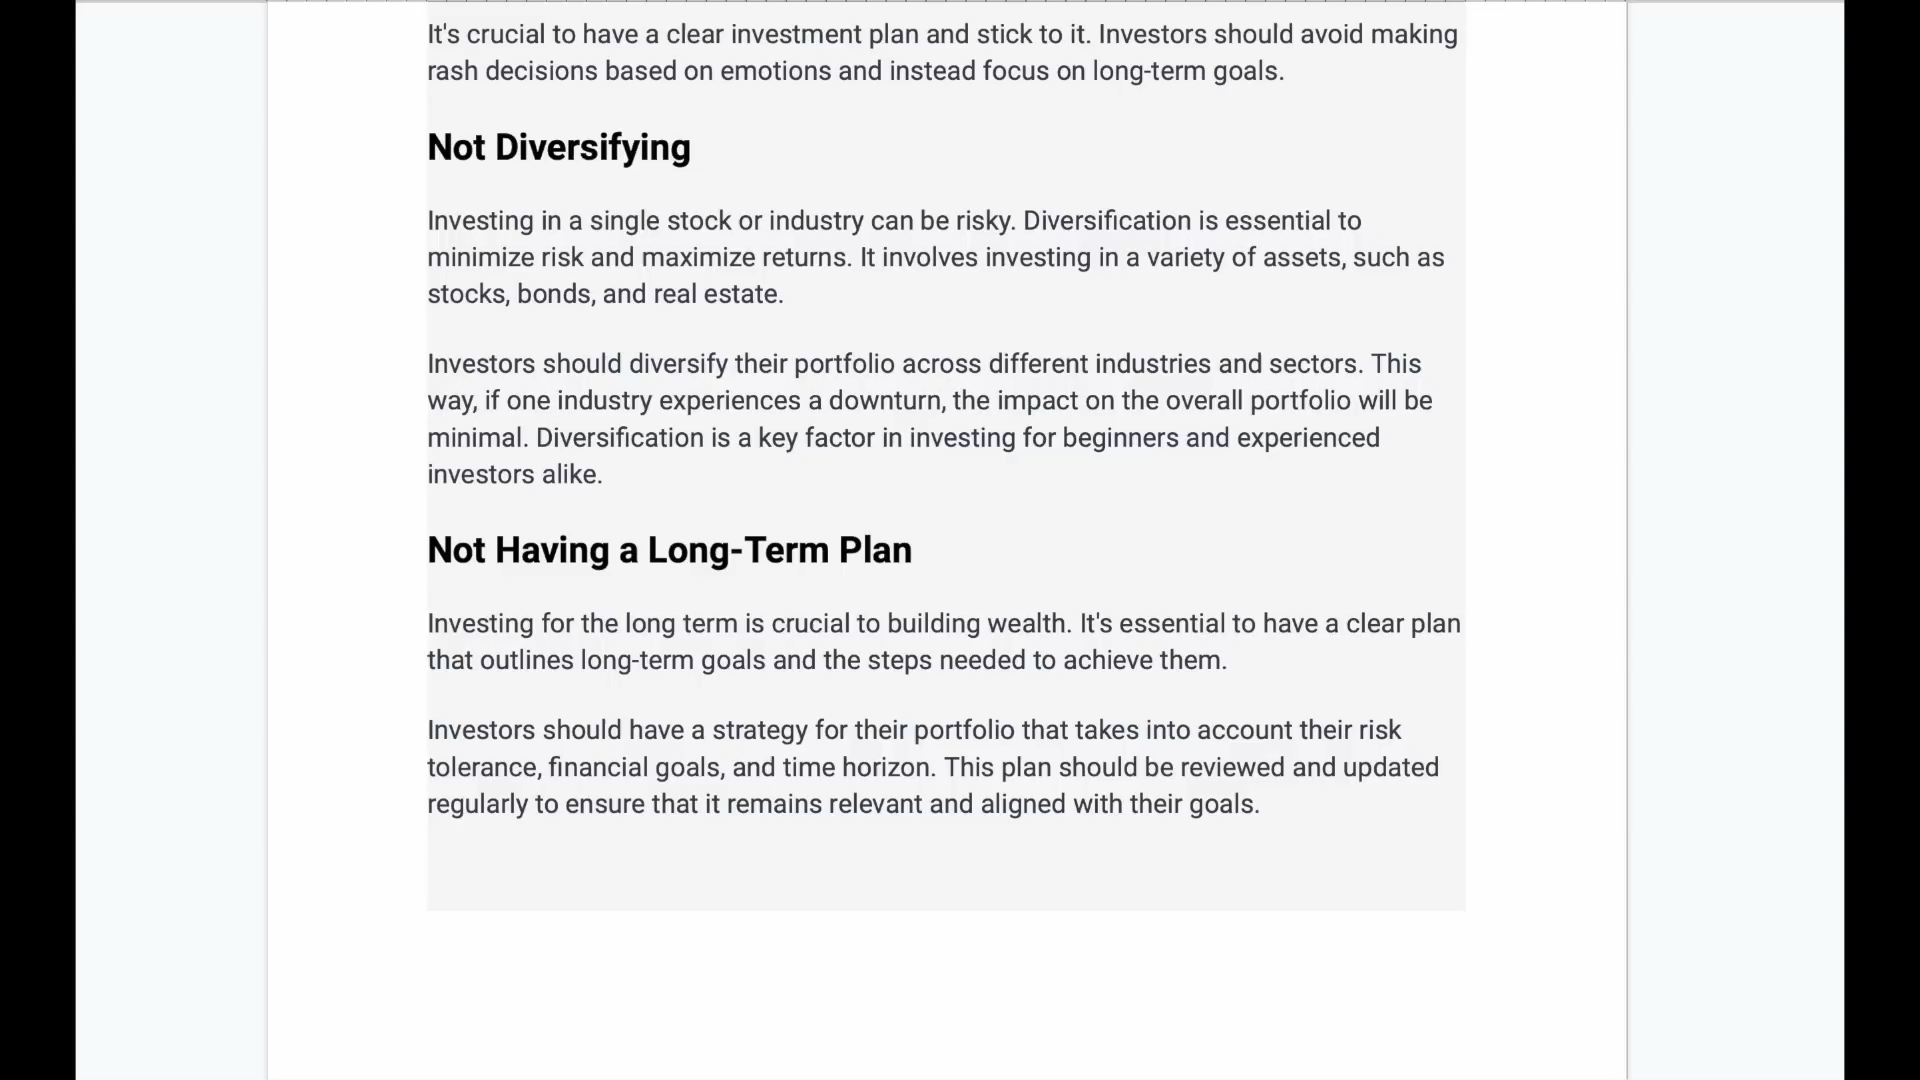 It's crucial to have a clear investment plan and stick to it. Investors should avoid making
rash decisions based on emotions and instead focus on long-term goals.
Not Diversifying
Investing in a single stock or industry can be risky. Diversification is essential to
minimize risk and maximize returns. It involves investing in a variety of assets, such as
stocks, bonds, and real estate.
Investors should diversify their portfolio across different industries and sectors. This
way, if one industry experiences a downturn, the impact on the overall portfolio will be
minimal. Diversification is a key factor in investing for beginners and experienced
investors alike.
Not Having a Long-Term Plan
Investing for the long term is crucial to building wealth. It's essential to have a clear plan
that outlines long-term goals and the steps needed to achieve them.
Investors should have a strategy for their portfolio that takes into account their risk
tolerance, financial goals, and time horizon. This plan should be reviewed and updated
regularly to ensure that it remains relevant and aligned with their goals.